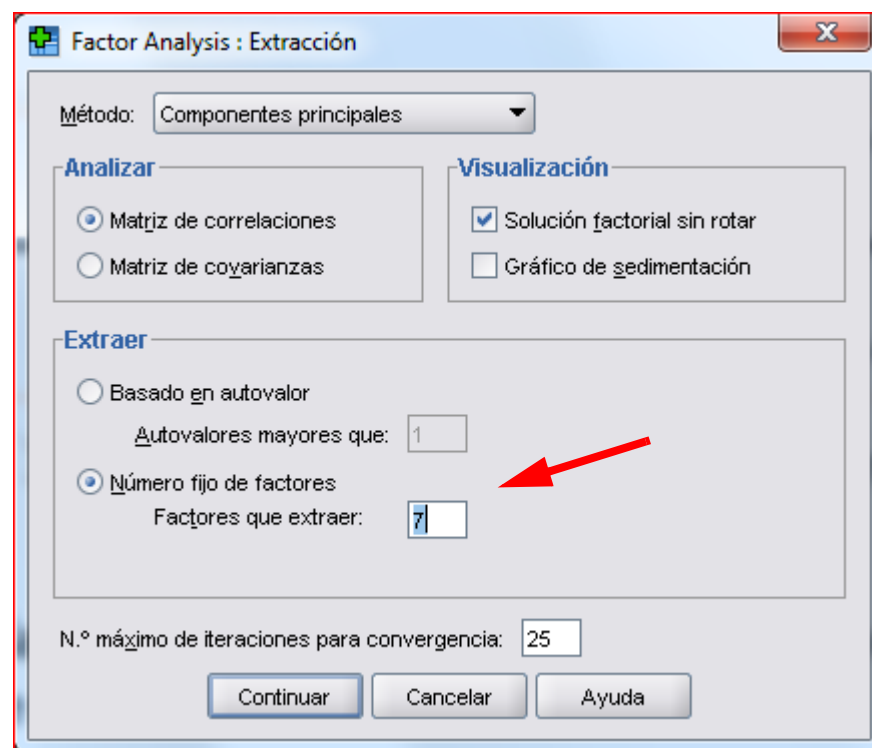 Factor Analysis : Extracción
Método: Componentes principales
Analizar
Matriz de correlaciones
Matriz de covarianzas
Visualización
Solución factorial sin rotar
Gráfico de sedimentación
Extraer
Basado en autovalor
Autovalores mayores que: 1
Número fijo de factores
Factores que extraer: 7
N.º máximo de iteraciones para convergencia: 25
Continuar Cancelar Ayuda